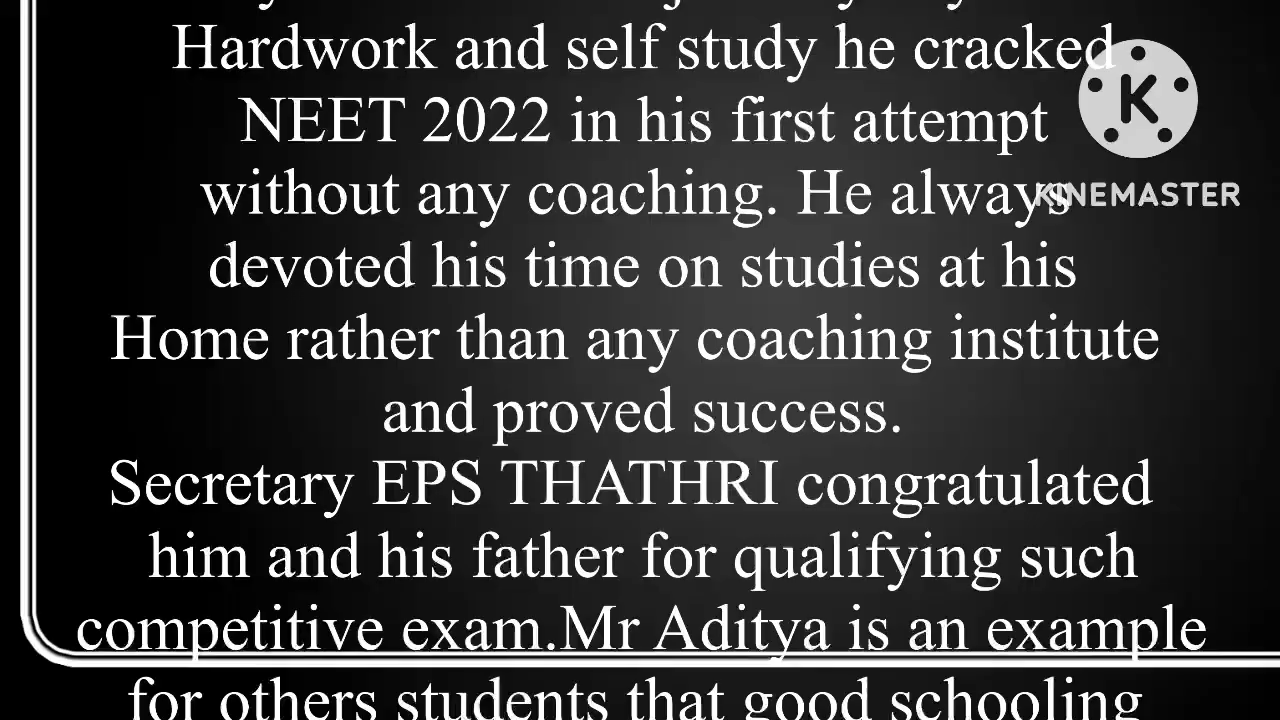 Hardwork and self study he cracked
NEET 2022 in his first attempt
without any coaching. He always
KINEMASTER
devoted his time on studies at his
Home rather than any coaching institute
and proved success.
Secretary EPS THATHRI congratulated
him and his father for qualifying such
competitive exam.Mr Aditya is an example
for others students that good schooling